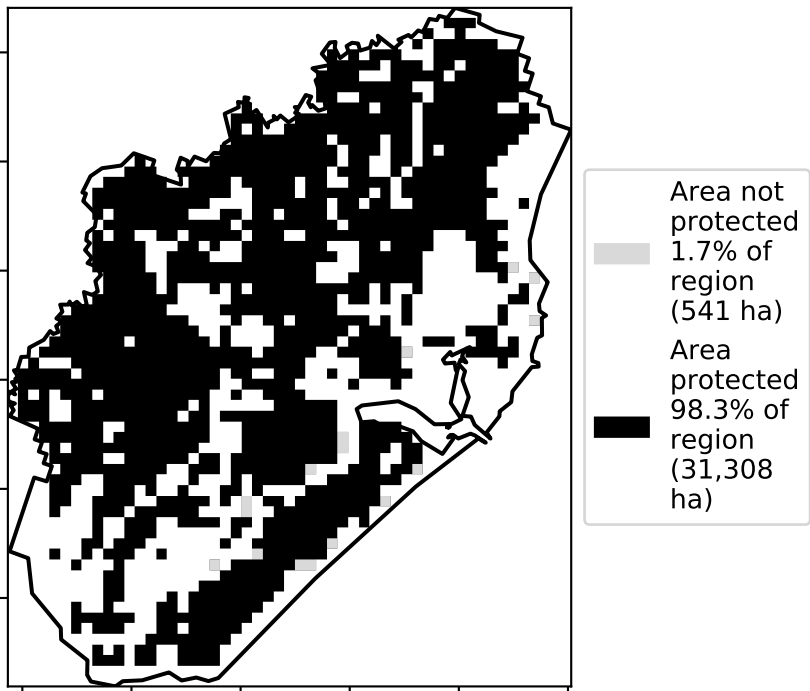 Area not
protected
1.7% of
region
(541 ha)
Area
protected
98.3% of
region
(31,308
ha)